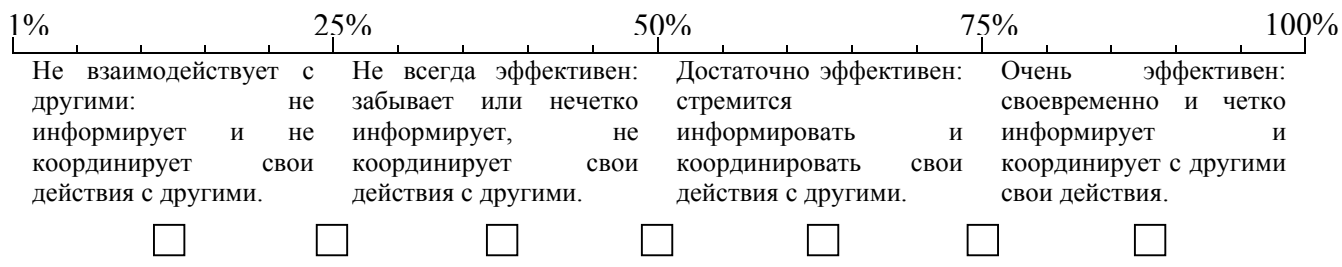 1% 25% 50% 75% 100%
Не взаимодействует с
другими: не
информирует и не
координирует свои
действия с другими.
Не всегда эффективен:
забывает или нечетко
информирует, не
координирует свои
действия с другими.
Достаточно эффективен:
стремится
информировать и
координировать свои
действия с другими.
Очень эффективен:
своевременно и четко
информирует и
координирует с другими
свои действия.